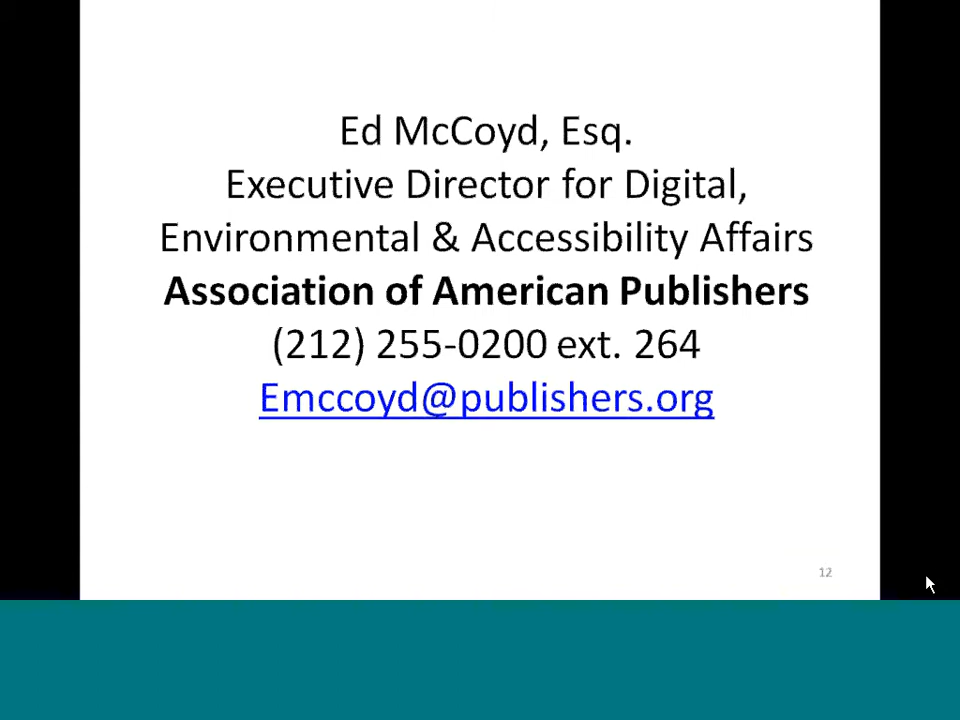 Ed McCoyd, Esq.
Executive Director for Digital,
Environmental & Accessibility Affairs
Association of American Publishers
(212) 255-0200 ext. 264
Emccoyd@publishers.org
12